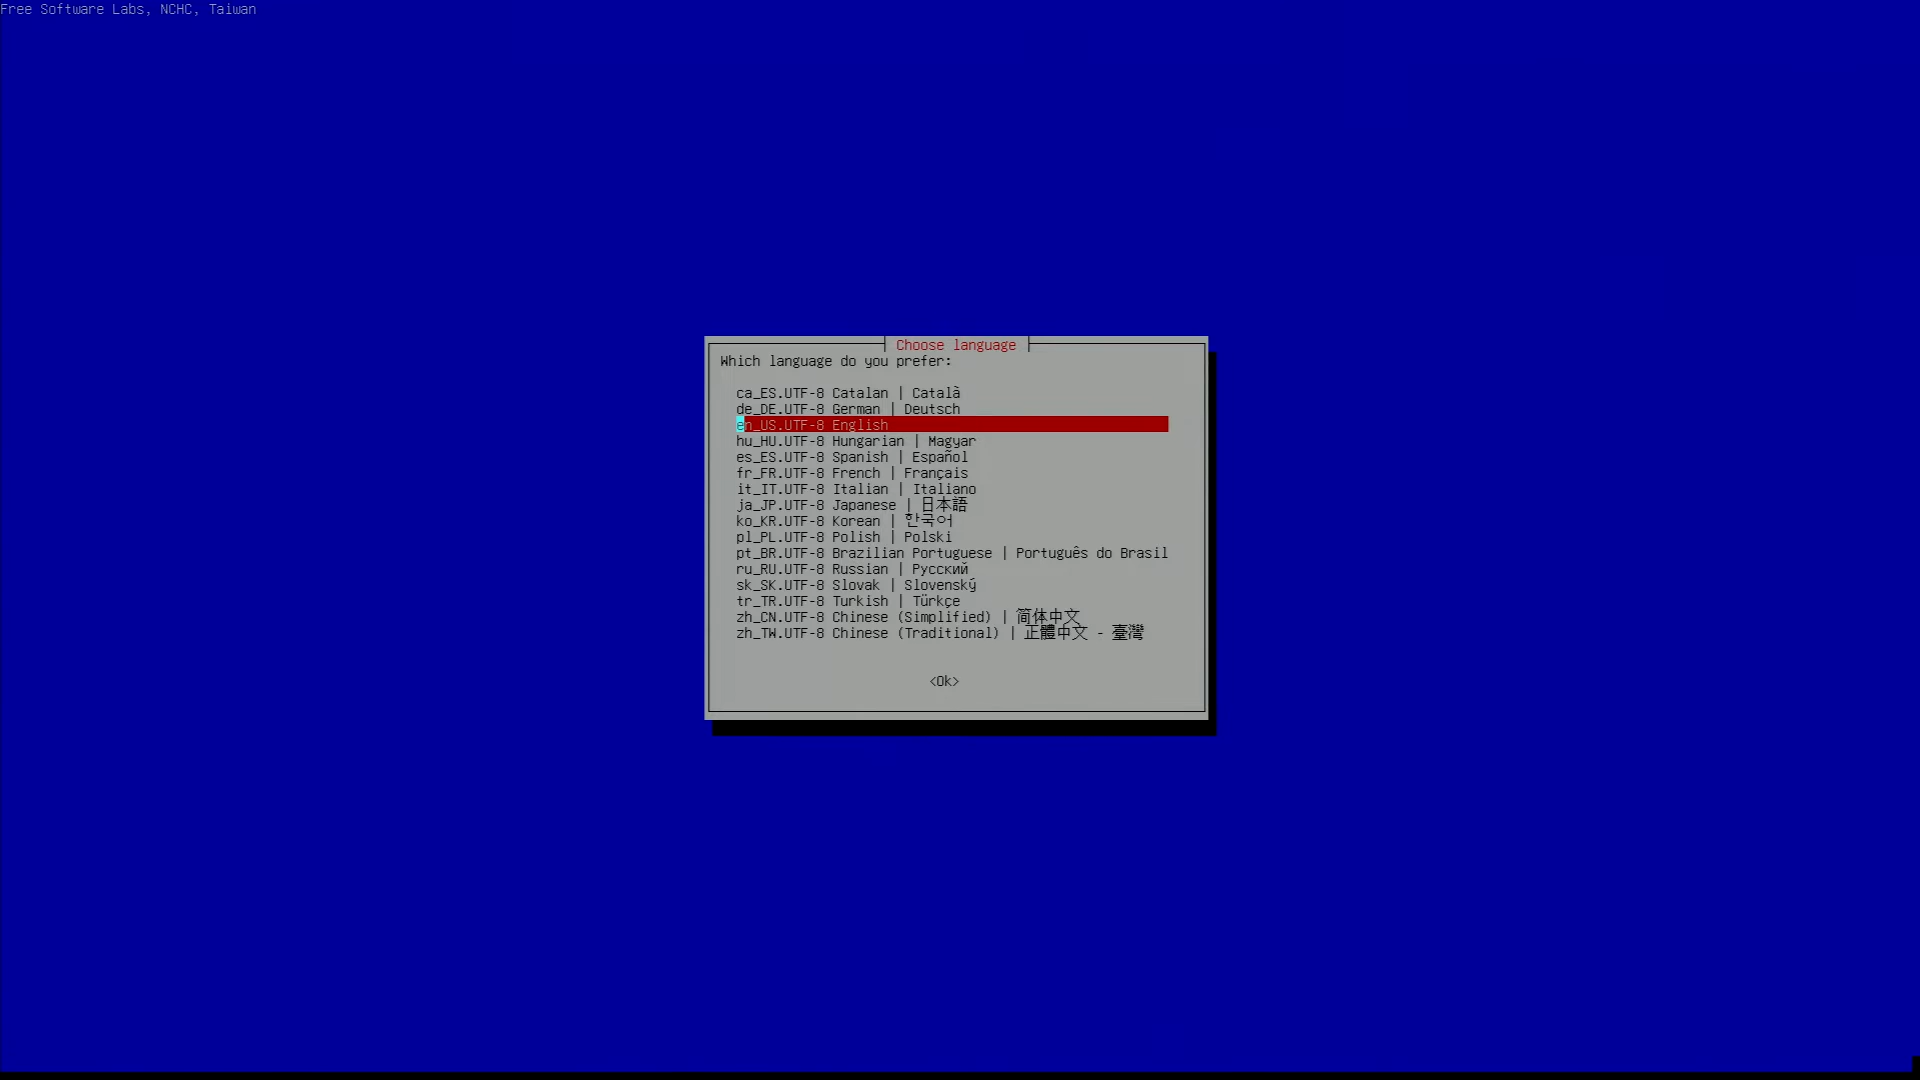 Free Software Labs, NCHC, Taiwan
Choose language
Which language do you prefer:
ca_ES.UTF-8 Catalan | Català
de_DE.UTF-8 German | Deutsch
en_US.UTF-8 English
hu_HU.UTF-8 Hungarian | Magyar
es_ES.UTF-8 Spanish | Español
fr_FR.UTF-8 French | Français
it_IT.UTF-8 Italian | Italiano
ja_JP.UTF-8 Japanese | 日本語
ko_KR.UTF-8 Korean | 한국어
pl_PL.UTF-8 Polish | Polski
pt_BR.UTF-8 Brazilian Portuguese | Português do Brasil
ru_RU.UTF-8 Russian | Русский
sk_SK.UTF-8 Slovak | Slovenský
tr_TR.UTF-8 Turkish | Türkçe
zh_CN.UTF-8 Chinese (Simplified) | 简体中文
zh_TW.UTF-8 Chinese (Traditional) | 正體中文 - 臺灣
<Ok>